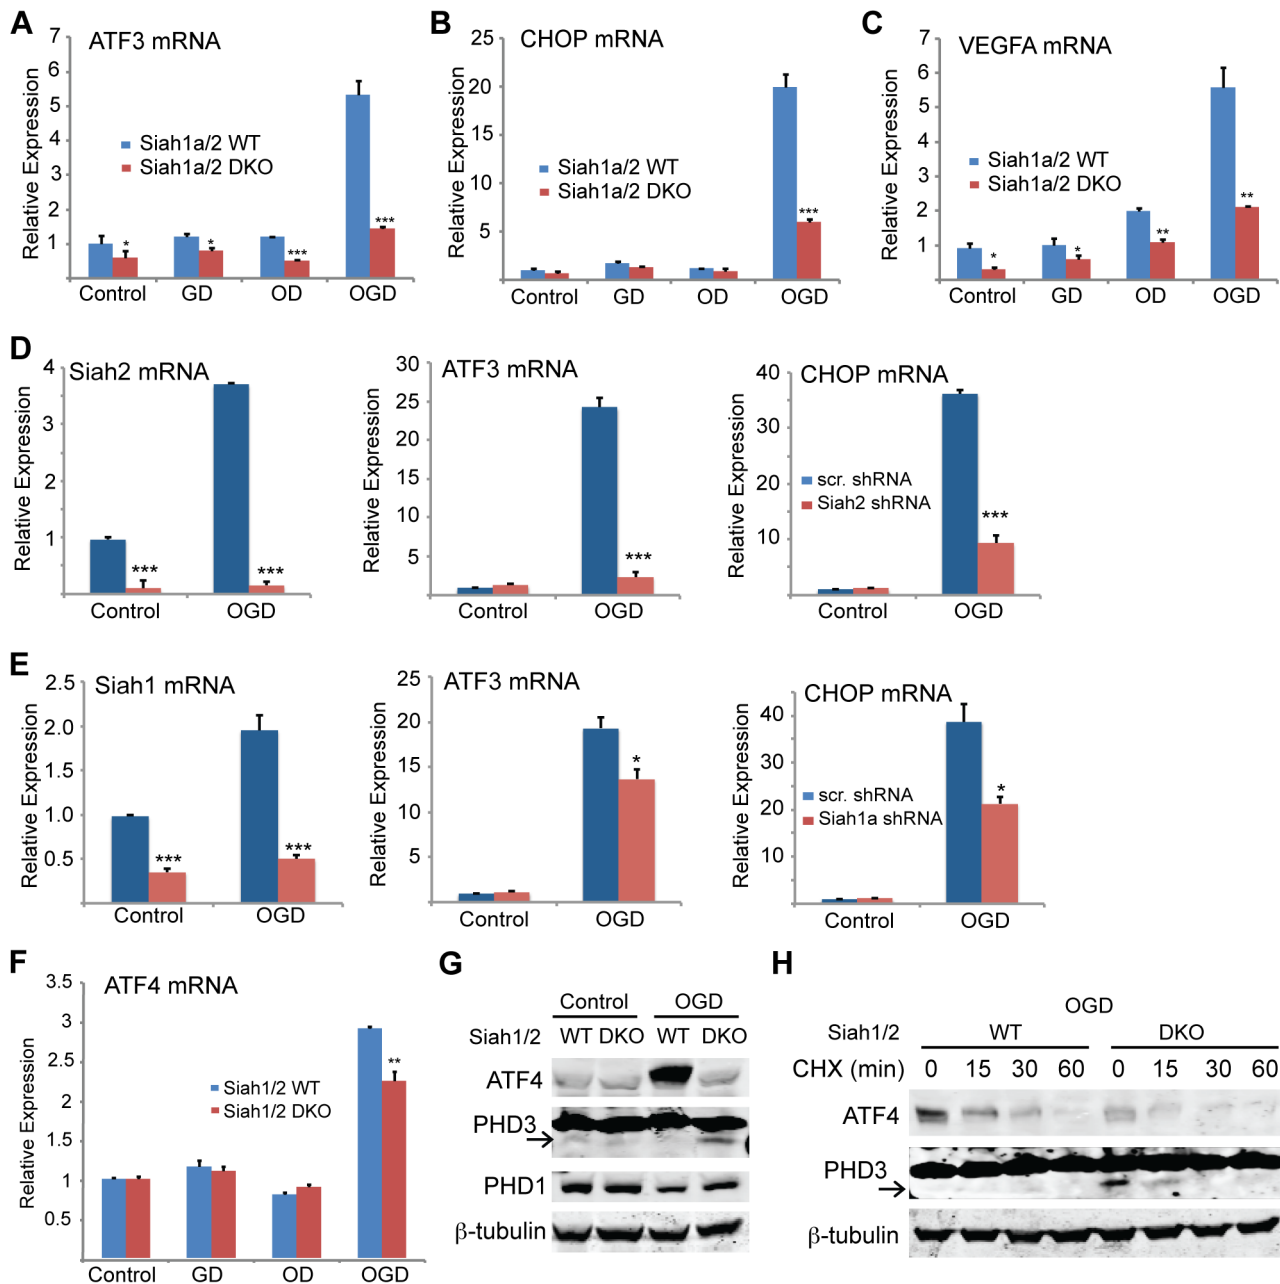 A
ATF3 mRNA
Relative Expression
7
6
5
4
3
2
1
Siah1a/2 WT
Siah1a/2 DKO
*
*
***
***
Control GD OD OGD
B
CHOP mRNA
Relative Expression
25
20
15
10
5
Siah1a/2 WT
Siah1a/2 DKO
***
Control GD OD OGD
C
VEGFA mRNA
Relative Expression
7
6
5
4
3
2
1
Siah1a/2 WT
Siah1a/2 DKO
*
*
**
**
Control GD OD OGD
D
Siah2 mRNA
Relative Expression
4
3
2
1
***
***
Control OGD
ATF3 mRNA
Relative Expression
30
25
20
15
10
5
***
Control OGD
CHOP mRNA
Relative Expression
40
30
20
10
scr. shRNA
Siah2 shRNA
***
Control OGD
E
Siah1 mRNA
Relative Expression
2.5
2.0
1.5
1.0
0.5
***
***
Control OGD
ATF3 mRNA
Relative Expression
25
20
15
10
5
*
Control OGD
CHOP mRNA
Relative Expression
40
30
20
10
scr. shRNA
Siah1a shRNA
*
Control OGD
F
ATF4 mRNA
Relative Expression
3.5
3
2.5
2
1.5
1
0.5
Siah1/2 WT
Siah1/2 DKO
**
Control GD OD OGD
G
Control OGD
Siah1/2 WT DKO WT DKO
ATF4
PHD3
PHD1
β-tubulin
H
OGD
Siah1/2 WT DKO
CHX (min) 0 15 30 60 0 15 30 60
ATF4
PHD3
β-tubulin